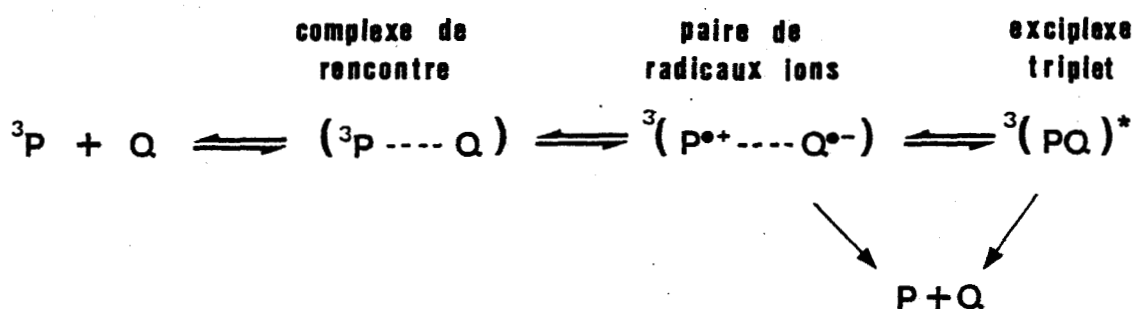 complexe de paire de exciplexe
rencontre radicaux ions triplet
³P + Q ⇌ (³P ---- Q) ⇌ ³(P•+ ---- Q•−) ⇌ ³(PQ)*
P+Q